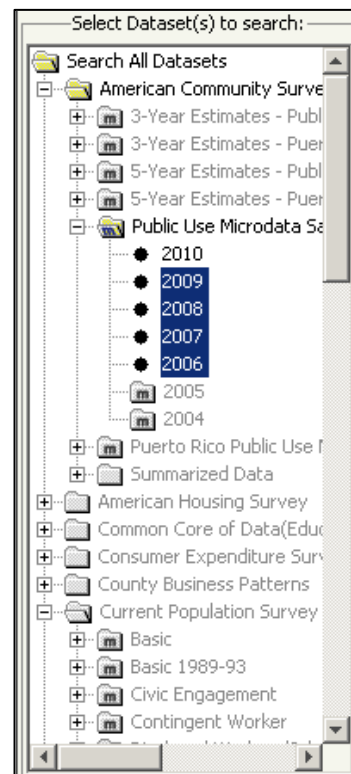 Select Dataset(s) to search:
Search All Datasets
American Community Surve
3-Year Estimates - Publ
3-Year Estimates - Puer
5-Year Estimates - Publ
5-Year Estimates - Puer
Public Use Microdata Sa
2010
2009
2008
2007
2006
2005
2004
Puerto Rico Public Use M
Summarized Data
American Housing Survey
Common Core of Data(Educ
Consumer Expenditure Surv
County Business Patterns
Current Population Survey
Basic
Basic 1989-93
Civic Engagement
Contingent Worker